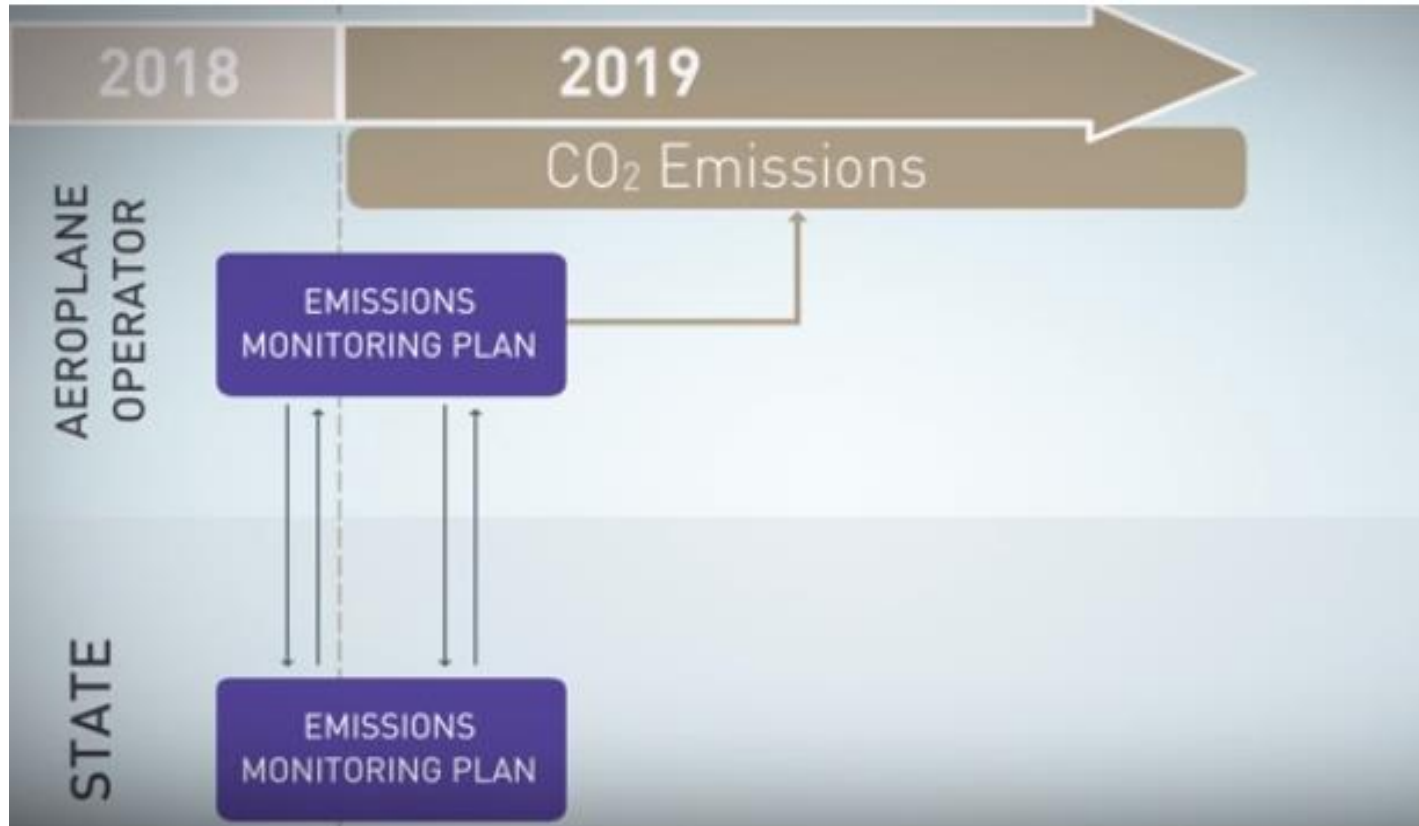 2018
2019
CO₂ Emissions
AEROPLANE
OPERATOR
EMISSIONS
MONITORING PLAN
STATE
EMISSIONS
MONITORING PLAN